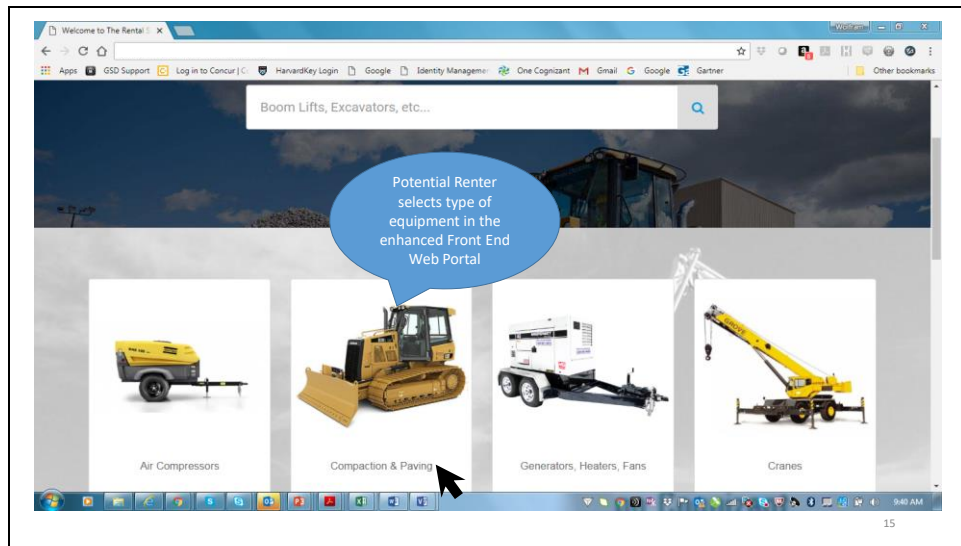 Welcome to The Rental S
Apps GSD Support Log in to Concur | C HarvardKey Login Google Identity Manageme One Cognizant Gmail Google Gartner Other bookmarks
Boom Lifts, Excavators, etc...
Potential Renter
selects type of
equipment in the
enhanced Front End
Web Portal
GROVE
Air Compressors Compaction & Paving Generators, Heaters, Fans Cranes
9:40 AM
15